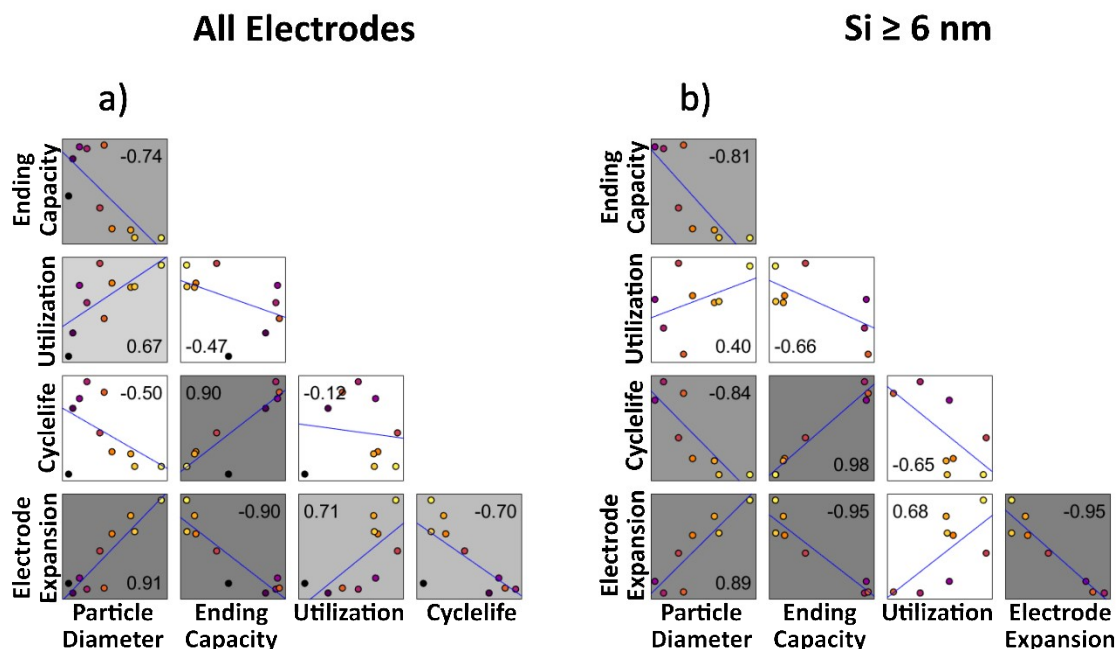 All Electrodes
Si ≥ 6 nm
a)
b)
Ending
Capacity
-0.74
Ending
Capacity
-0.81
Utilization
0.67
-0.47
Utilization
0.40
-0.66
Cyclelife
-0.50
0.90
-0.12
Cyclelife
-0.84
0.98
-0.65
Electrode
Expansion
0.91
-0.90
0.71
-0.70
Electrode
Expansion
0.89
-0.95
0.68
-0.95
Particle
Diameter
Ending
Capacity
Utilization
Cyclelife
Particle
Diameter
Ending
Capacity
Utilization
Electrode
Expansion